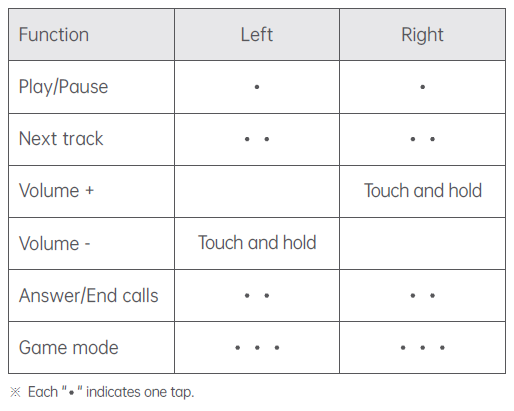 Function Left Right
Play/Pause • •
Next track • • • •
Volume + Touch and hold
Volume - Touch and hold
Answer/End calls • • • •
Game mode • • • • • •
※ Each "•" indicates one tap.